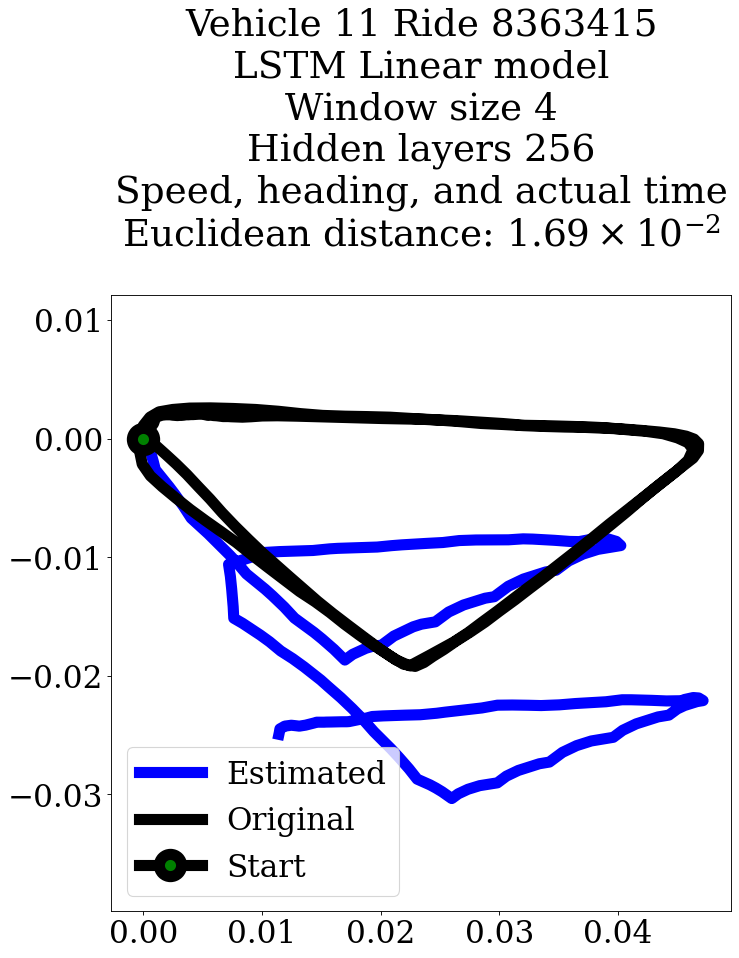 Vehicle 11 Ride 8363415
LSTM Linear model
Window size 4
Hidden layers 256
Speed, heading, and actual time
Euclidean distance: 1.69 × 10⁻²
0.01
0.00
−0.01
−0.02
−0.03
Estimated
Original
Start
0.00 0.01 0.02 0.03 0.04